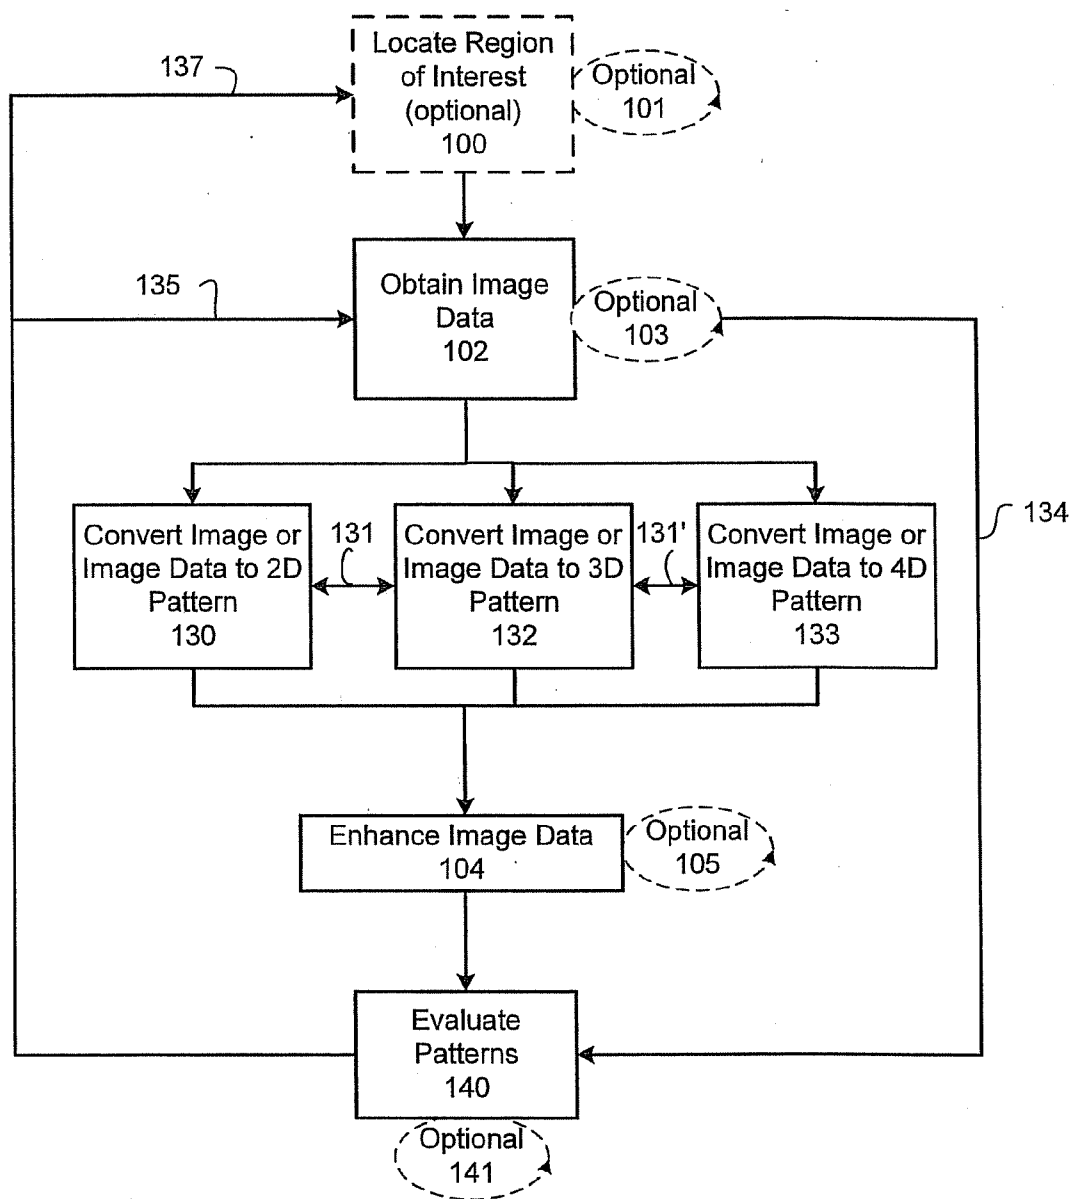 Locate Region
of Interest
(optional)
100
Optional
101
137
Obtain Image
Data
102
Optional
103
135
134
Convert Image or
Image Data to 2D
Pattern
130
131
Convert Image or
Image Data to 3D
Pattern
132
131'
Convert Image or
Image Data to 4D
Pattern
133
Enhance Image Data
104
Optional
105
Evaluate
Patterns
140
Optional
141